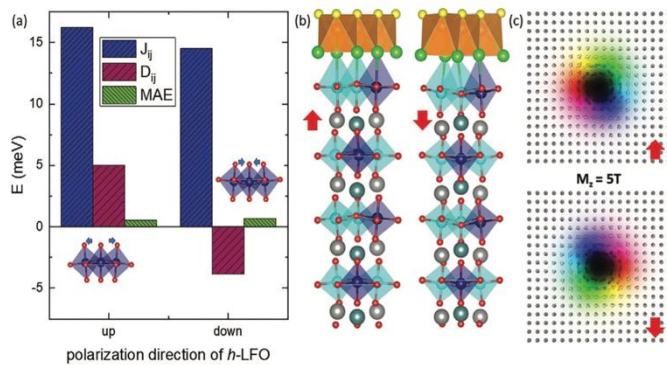 (a)
15
10
5
0
-5
E (meV)
J_ij
D_ij
MAE
up
down
polarization direction of h-LFO
(b)
(c)
M_z = 5T